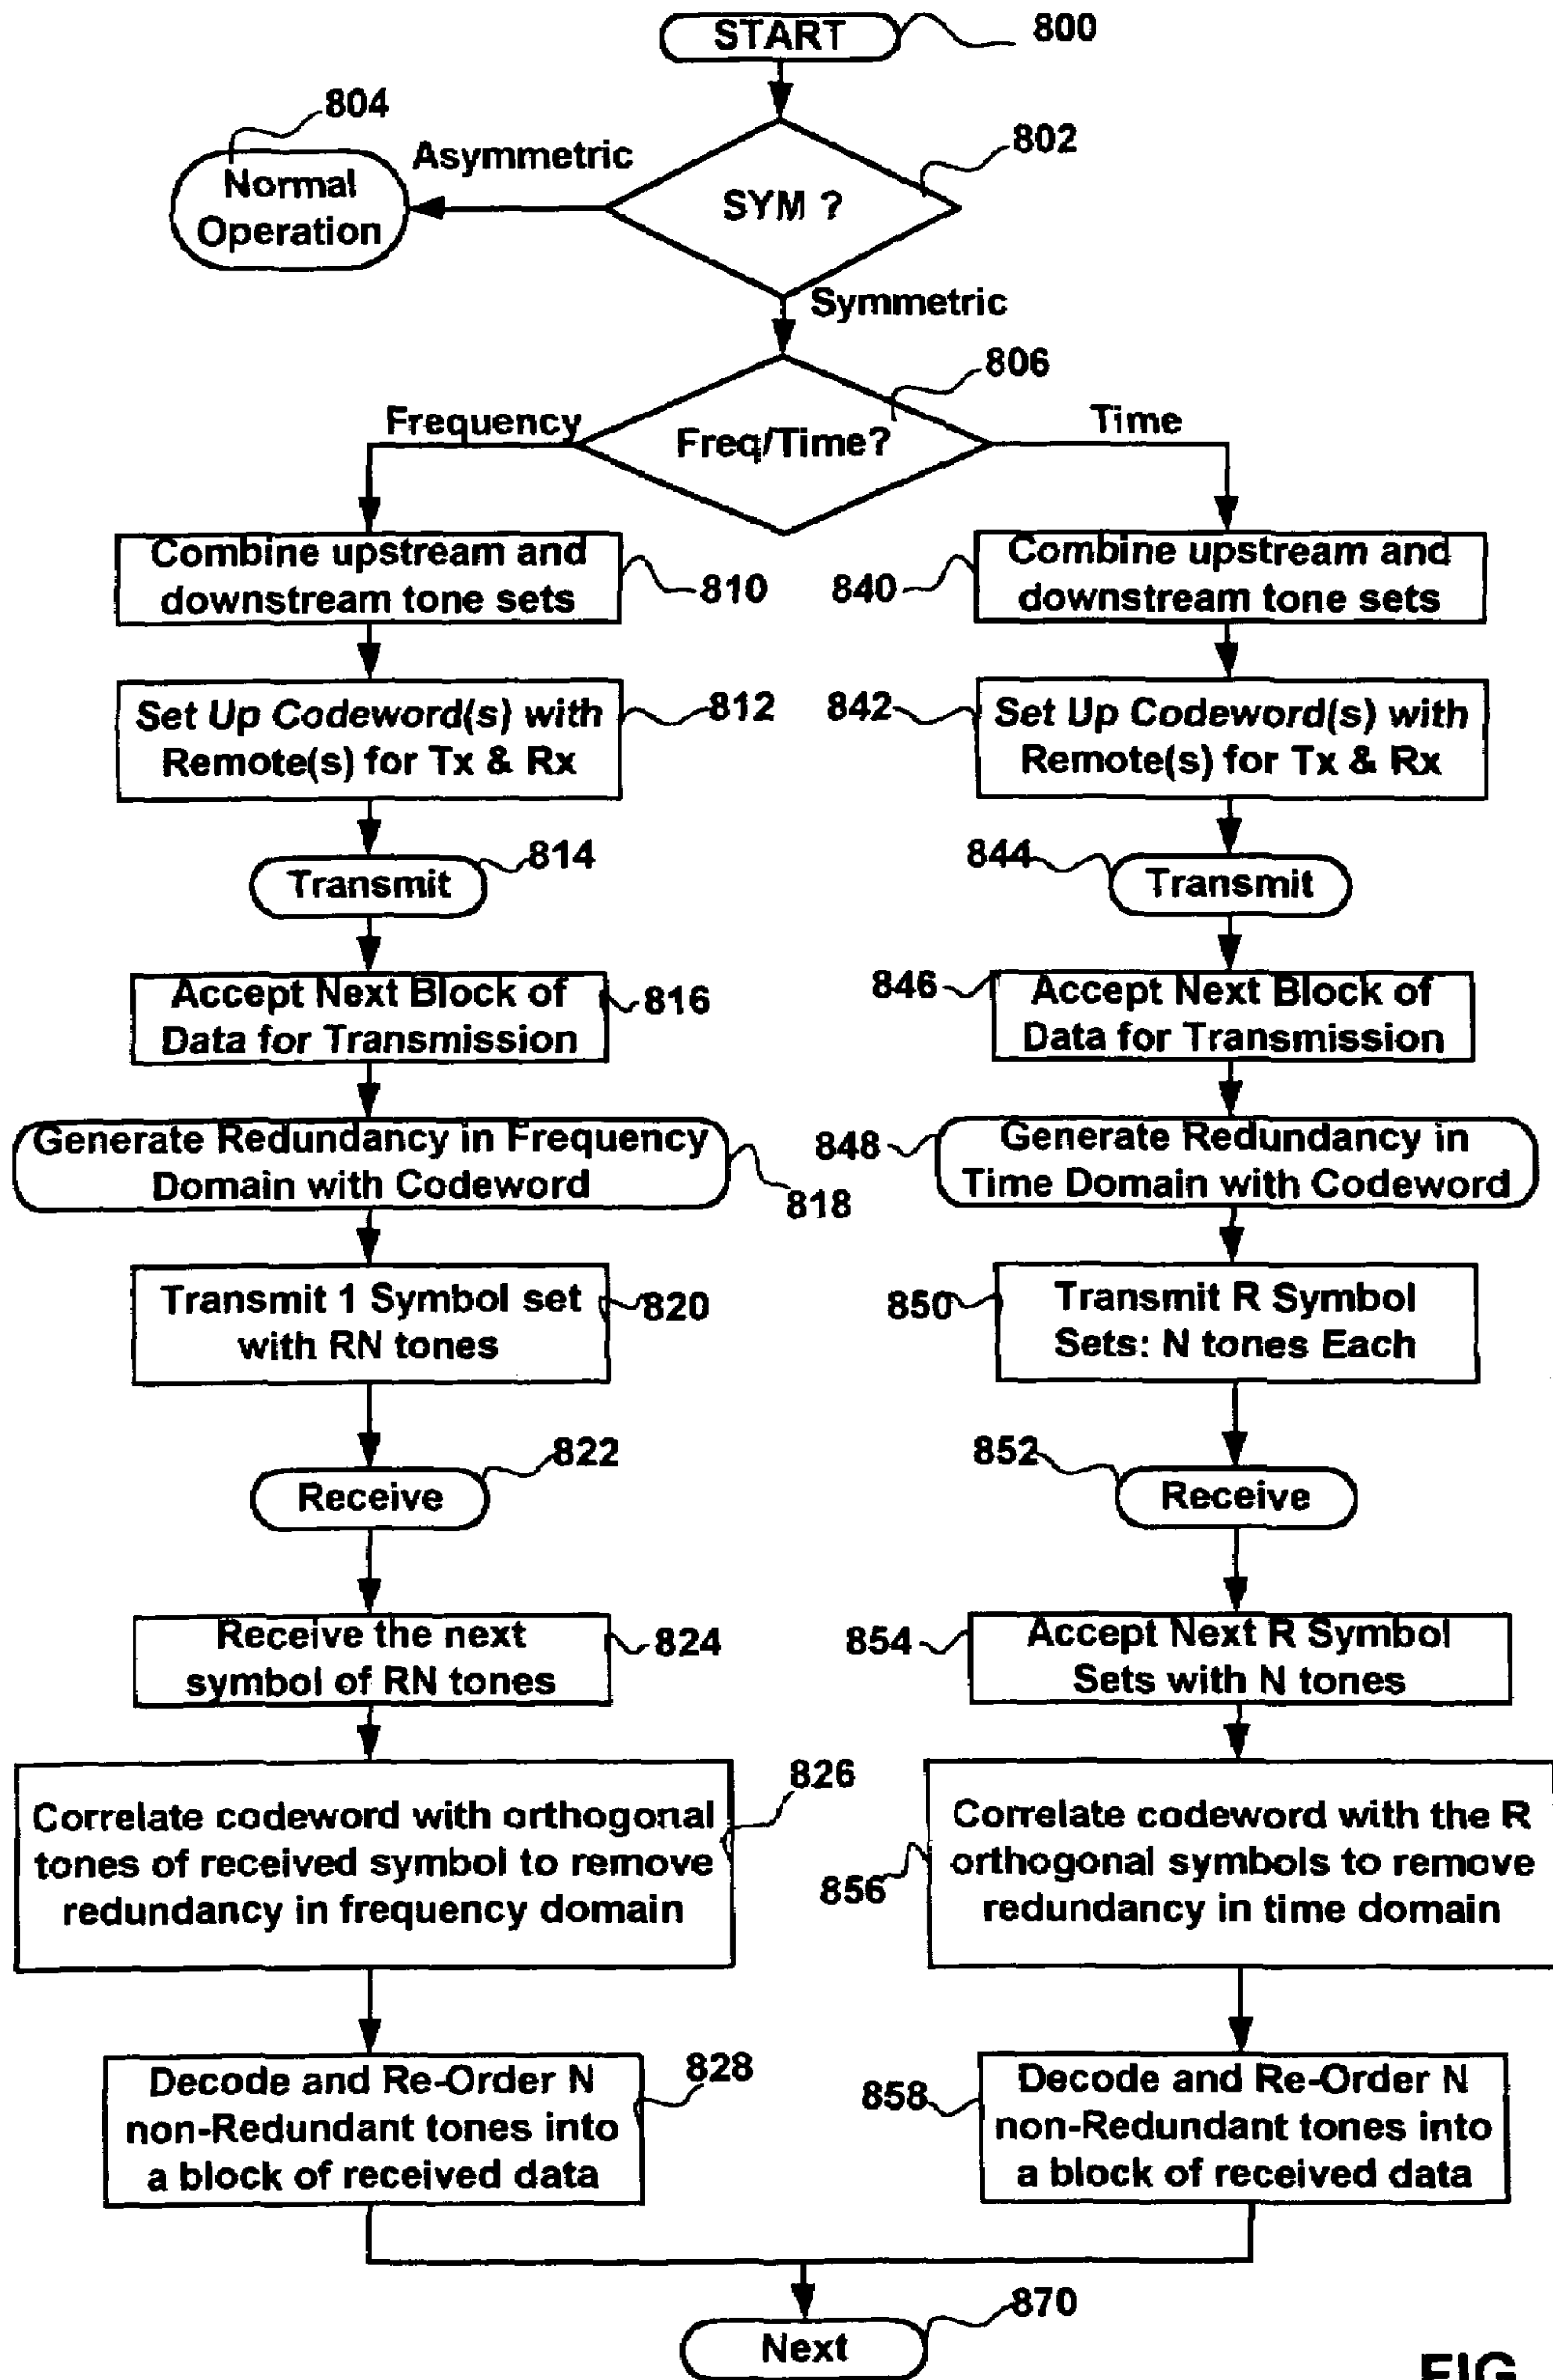 START
800
804
Asymmetric
802
Normal
Operation
SYM ?
Symmetric
806
Frequency
Time
Freq/Time?
Combine upstream and
downstream tone sets
810
840
Combine upstream and
downstream tone sets
Set Up Codeword(s) with
Remote(s) for Tx & Rx
812
842
Set Up Codeword(s) with
Remote(s) for Tx & Rx
814
Transmit
844
Transmit
Accept Next Block of
Data for Transmission
816
846
Accept Next Block of
Data for Transmission
Generate Redundancy in Frequency
Domain with Codeword
818
848
Generate Redundancy in
Time Domain with Codeword
Transmit 1 Symbol set
with RN tones
820
850
Transmit R Symbol
Sets: N tones Each
822
Receive
852
Receive
Receive the next
symbol of RN tones
824
854
Accept Next R Symbol
Sets with N tones
826
Correlate codeword with orthogonal
tones of received symbol to remove
redundancy in frequency domain
856
Correlate codeword with the R
orthogonal symbols to remove
redundancy in time domain
Decode and Re-Order N
non-Redundant tones into
a block of received data
828
858
Decode and Re-Order N
non-Redundant tones into
a block of received data
870
Next
FIG